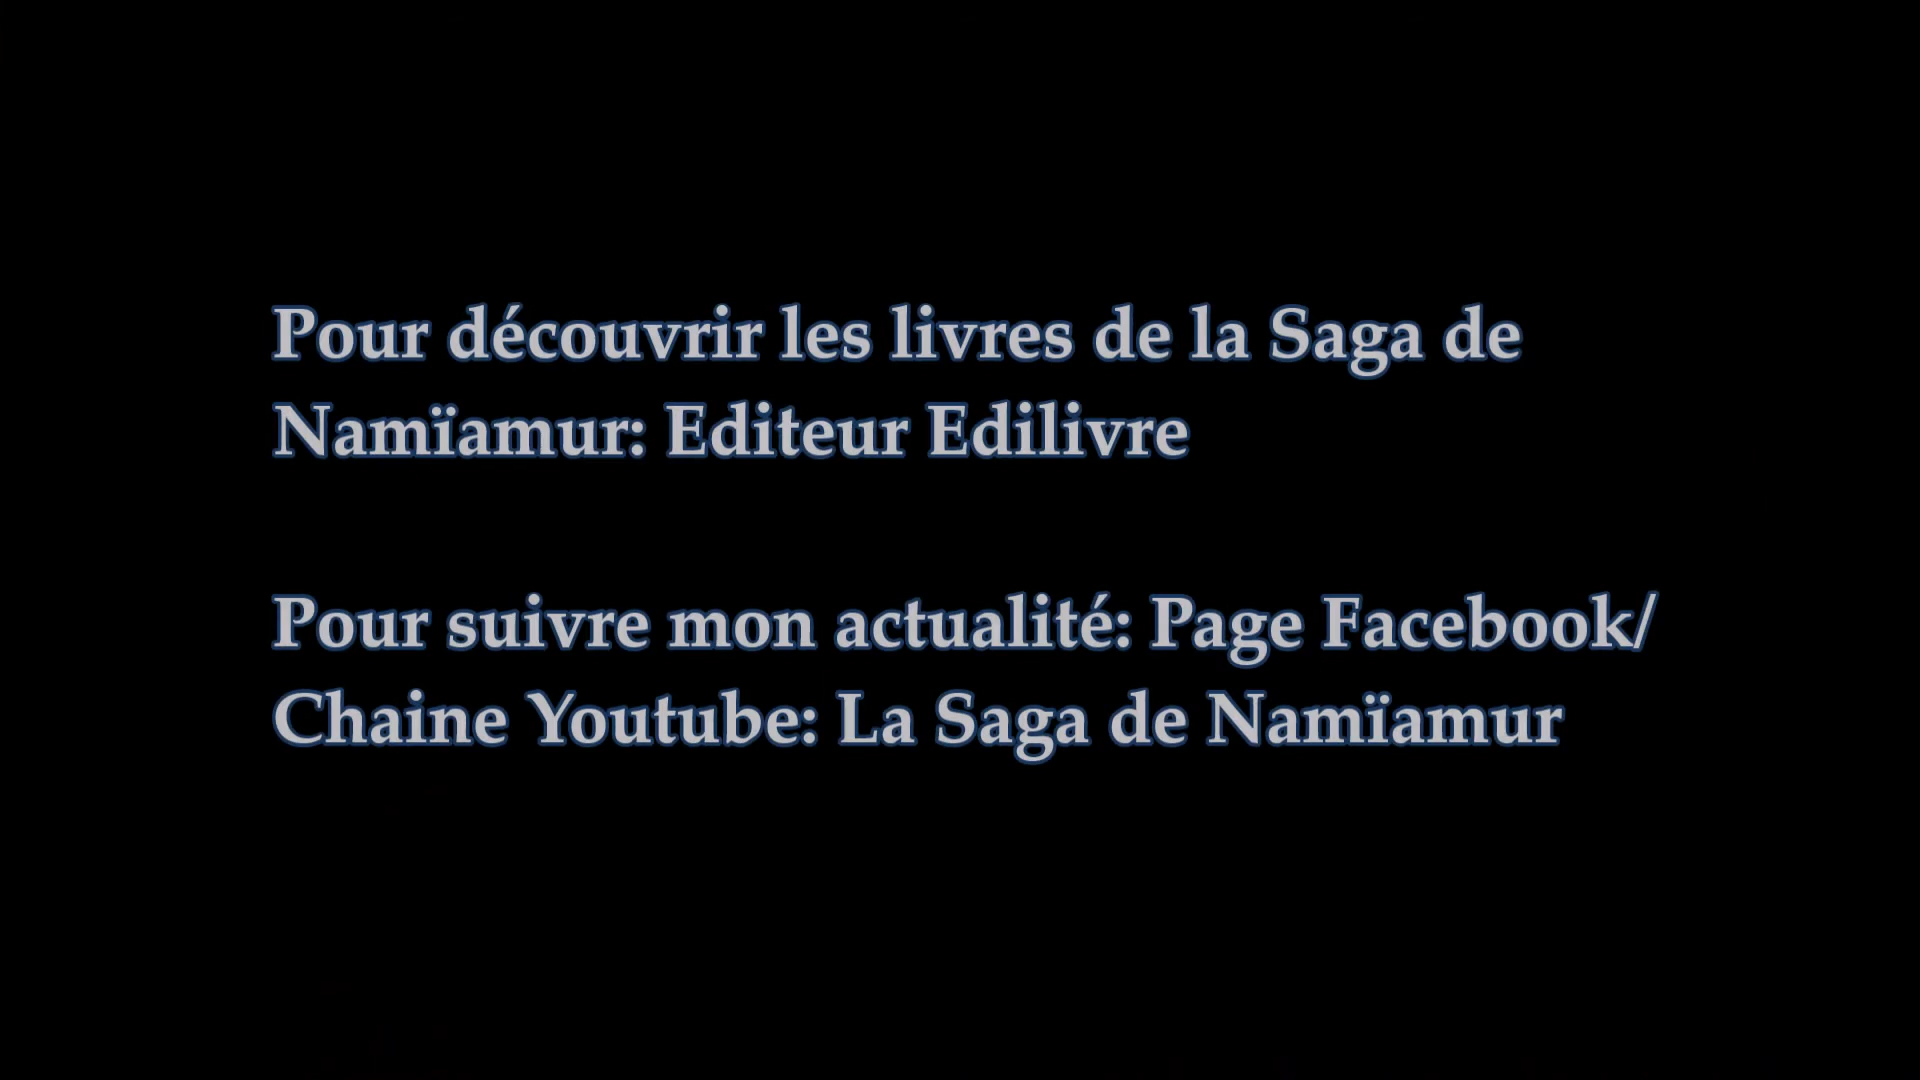 Pour découvrir les livres de la Saga de
Namïamur: Editeur Edilivre
Pour suivre mon actualité: Page Facebook/
Chaine Youtube: La Saga de Namïamur